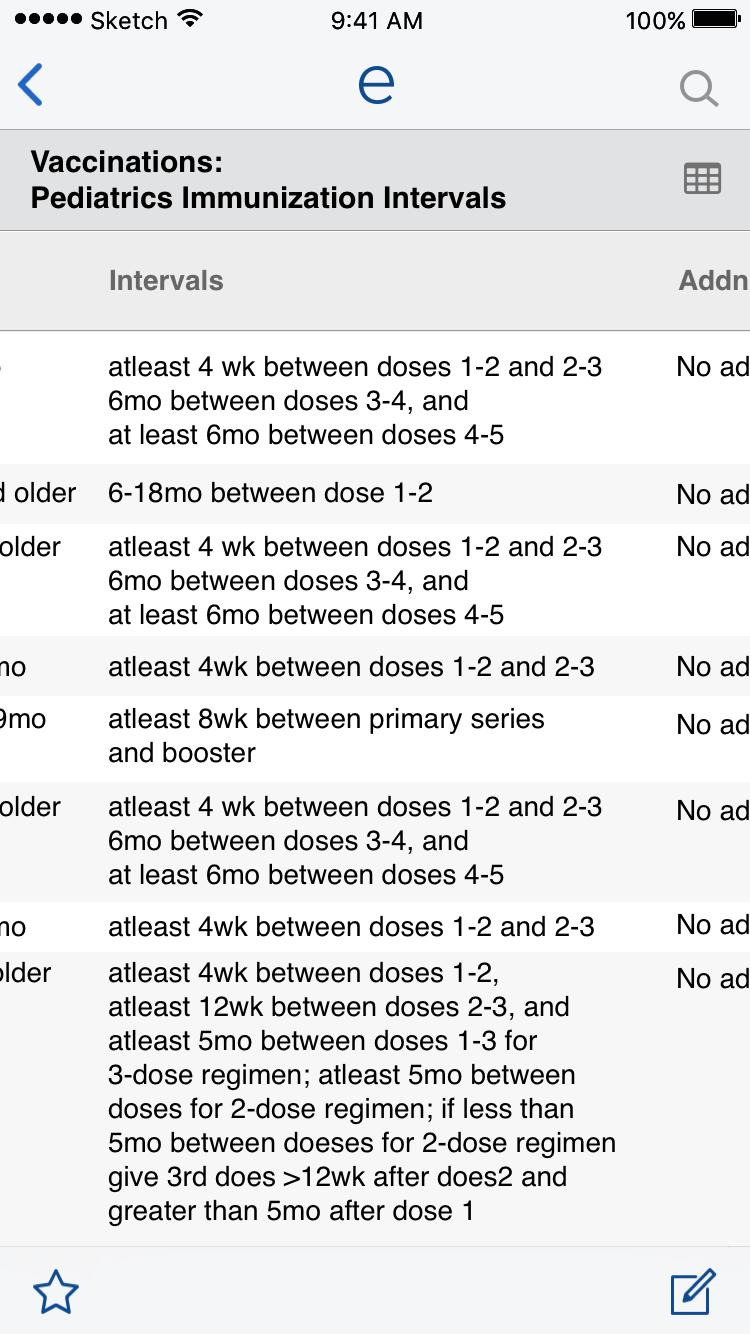 Sketch 9:41 AM 100%
e
Vaccinations:
Pediatrics Immunization Intervals
Intervals Addn
atleast 4 wk between doses 1-2 and 2-3 No ad
6mo between doses 3-4, and
at least 6mo between doses 4-5
d older 6-18mo between dose 1-2 No ad
older atleast 4 wk between doses 1-2 and 2-3 No ad
6mo between doses 3-4, and
at least 6mo between doses 4-5
mo atleast 4wk between doses 1-2 and 2-3 No ad
9mo atleast 8wk between primary series No ad
and booster
older atleast 4 wk between doses 1-2 and 2-3 No ad
6mo between doses 3-4, and
at least 6mo between doses 4-5
mo atleast 4wk between doses 1-2 and 2-3 No ad
older atleast 4wk between doses 1-2, No ad
atleast 12wk between doses 2-3, and
atleast 5mo between doses 1-3 for
3-dose regimen; atleast 5mo between
doses for 2-dose regimen; if less than
5mo between doeses for 2-dose regimen
give 3rd does >12wk after does2 and
greater than 5mo after dose 1